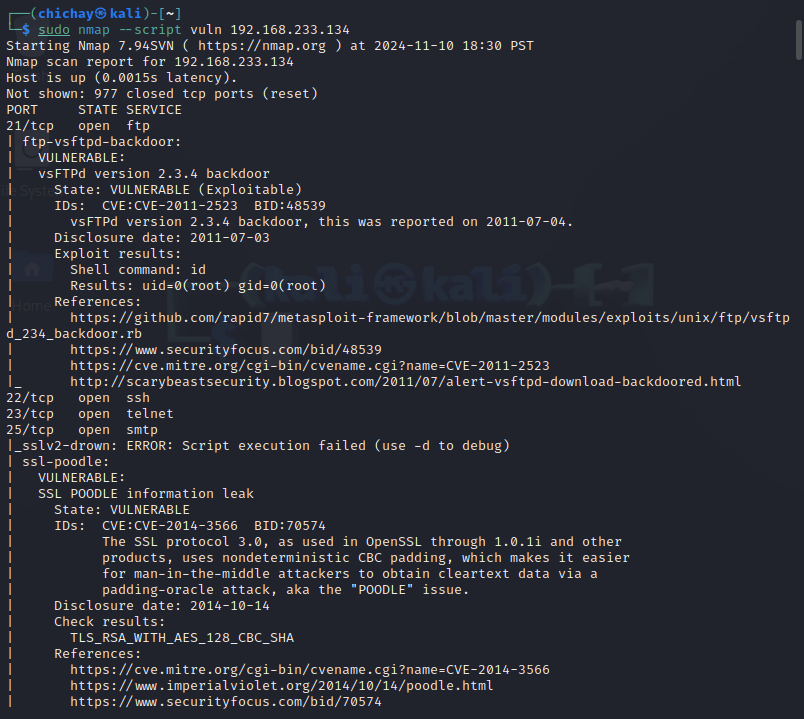 ┌──(chichay㉿kali)-[~]
└─$ sudo nmap --script vuln 192.168.233.134
Starting Nmap 7.94SVN ( https://nmap.org ) at 2024-11-10 18:30 PST
Nmap scan report for 192.168.233.134
Host is up (0.0015s latency).
Not shown: 977 closed tcp ports (reset)
PORT     STATE SERVICE
21/tcp   open  ftp
| ftp-vsftpd-backdoor:
|   VULNERABLE:
|   vsFTPd version 2.3.4 backdoor
|     State: VULNERABLE (Exploitable)
|     IDs:  CVE:CVE-2011-2523  BID:48539
|       vsFTPd version 2.3.4 backdoor, this was reported on 2011-07-04.
|     Disclosure date: 2011-07-03
|     Exploit results:
|       Shell command: id
|       Results: uid=0(root) gid=0(root)
|     References:
|       https://github.com/rapid7/metasploit-framework/blob/master/modules/exploits/unix/ftp/vsftp
d_234_backdoor.rb
|       https://www.securityfocus.com/bid/48539
|       https://cve.mitre.org/cgi-bin/cvename.cgi?name=CVE-2011-2523
|_      http://scarybeastsecurity.blogspot.com/2011/07/alert-vsftpd-download-backdoored.html
22/tcp   open  ssh
23/tcp   open  telnet
25/tcp   open  smtp
|_sslv2-drown: ERROR: Script execution failed (use -d to debug)
| ssl-poodle:
|   VULNERABLE:
|   SSL POODLE information leak
|     State: VULNERABLE
|     IDs:  CVE:CVE-2014-3566  BID:70574
|           The SSL protocol 3.0, as used in OpenSSL through 1.0.1i and other
|           products, uses nondeterministic CBC padding, which makes it easier
|           for man-in-the-middle attackers to obtain cleartext data via a
|           padding-oracle attack, aka the "POODLE" issue.
|     Disclosure date: 2014-10-14
|     Check results:
|       TLS_RSA_WITH_AES_128_CBC_SHA
|     References:
|       https://cve.mitre.org/cgi-bin/cvename.cgi?name=CVE-2014-3566
|       https://www.imperialviolet.org/2014/10/14/poodle.html
|       https://www.securityfocus.com/bid/70574
(kali㉿kali)-[~]
Home